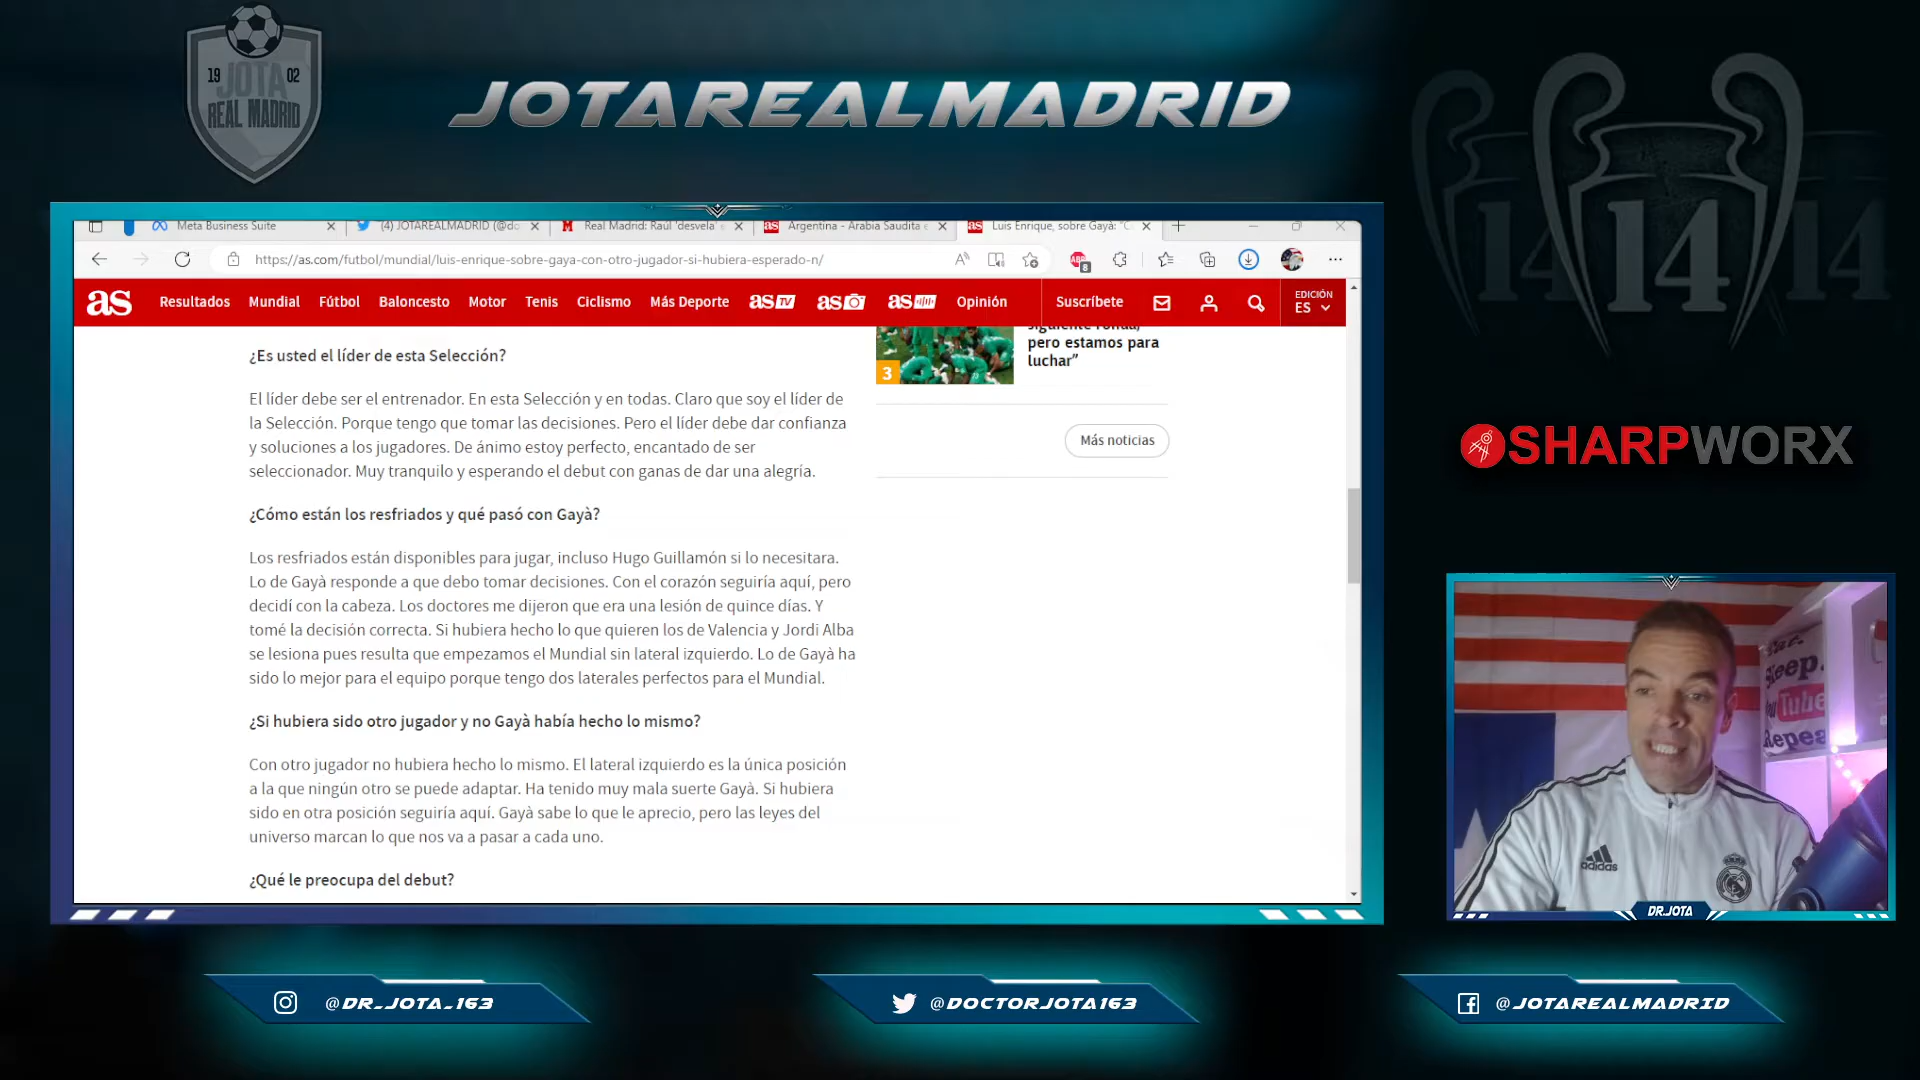 19 02
JOTA
REAL MADRID
JOTAREALMADRID
14 14 14
Meta Business Suite
(4) JOTAREALMADRID (@do
Real Madrid: Raúl 'desvela' e
Argentina - Arabia Saudita e
Luis Enrique, sobre Gayà: "C
https://as.com/futbol/mundial/luis-enrique-sobre-gaya-con-otro-jugador-si-hubiera-esperado-n/
8
as Resultados Mundial Fútbol Baloncesto Motor Tenis Ciclismo Más Deporte as TV as as Opinión Suscríbete EDICIÓN
ES
siguiente ronda,
pero estamos para
luchar”
3
Más noticias
¿Es usted el líder de esta Selección?
El líder debe ser el entrenador. En esta Selección y en todas. Claro que soy el líder de
la Selección. Porque tengo que tomar las decisiones. Pero el líder debe dar confianza
y soluciones a los jugadores. De ánimo estoy perfecto, encantado de ser
seleccionador. Muy tranquilo y esperando el debut con ganas de dar una alegría.
¿Cómo están los resfriados y qué pasó con Gayà?
Los resfriados están disponibles para jugar, incluso Hugo Guillamón si lo necesitara.
Lo de Gayà responde a que debo tomar decisiones. Con el corazón seguiría aquí, pero
decidí con la cabeza. Los doctores me dijeron que era una lesión de quince días. Y
tomé la decisión correcta. Si hubiera hecho lo que quieren los de Valencia y Jordi Alba
se lesiona pues resulta que empezamos el Mundial sin lateral izquierdo. Lo de Gayà ha
sido lo mejor para el equipo porque tengo dos laterales perfectos para el Mundial.
¿Si hubiera sido otro jugador y no Gayà había hecho lo mismo?
Con otro jugador no hubiera hecho lo mismo. El lateral izquierdo es la única posición
a la que ningún otro se puede adaptar. Ha tenido muy mala suerte Gayà. Si hubiera
sido en otra posición seguiría aquí. Gayà sabe lo que le aprecio, pero las leyes del
universo marcan lo que nos va a pasar a cada uno.
¿Qué le preocupa del debut?
SHARPWORX
Sleep.
Tube
Repeat
adidas
DR.JOTA
@DR_JOTA_163
@DOCTORJOTA163
@JOTAREALMADRID